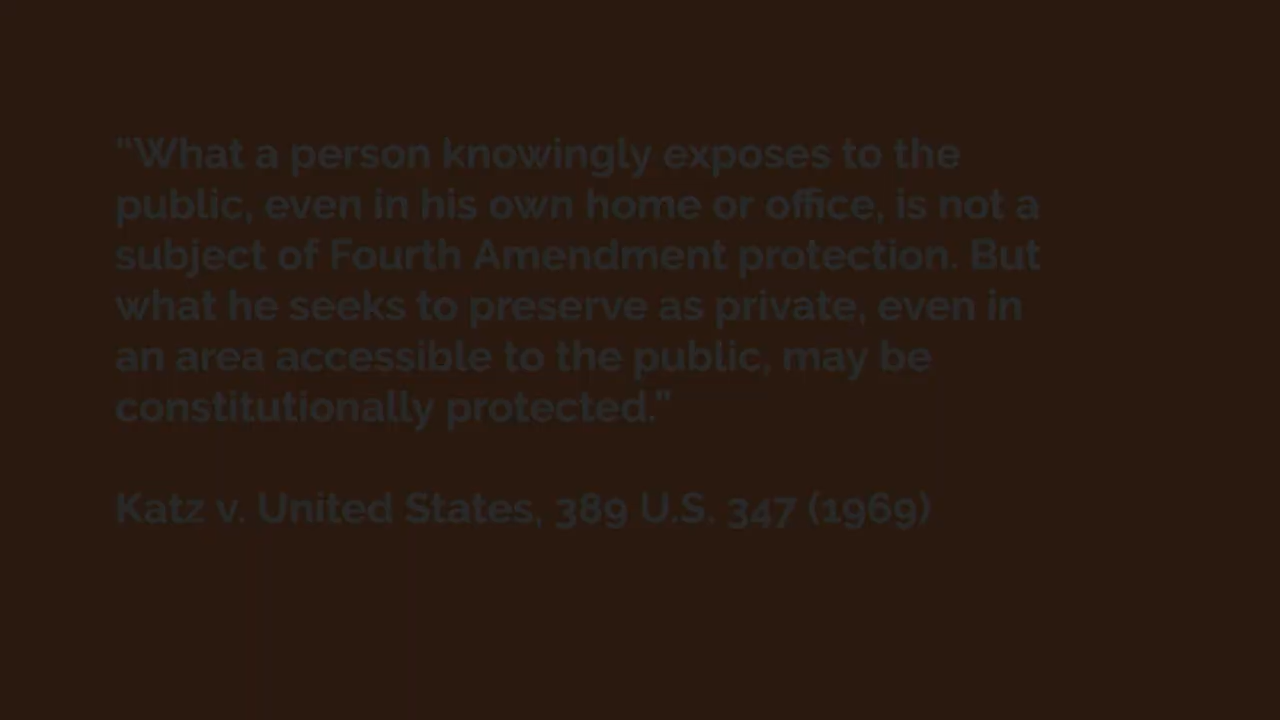 "What a person knowingly exposes to the
public, even in his own home or office, is not a
subject of Fourth Amendment protection. But
what he seeks to preserve as private, even in
an area accessible to the public, may be
constitutionally protected."
Katz v. United States, 389 U.S. 347 (1969)